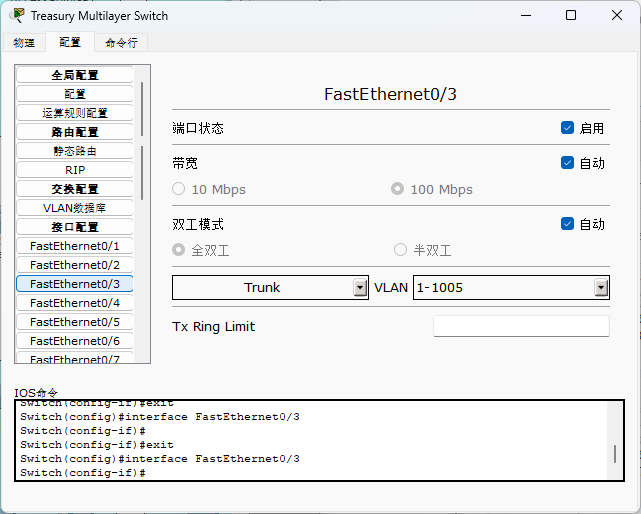 Treasury Multilayer Switch
物理 配置 命令行
全局配置
配置
运算规则配置
路由配置
静态路由
RIP
交换配置
VLAN数据库
接口配置
FastEthernet0/1
FastEthernet0/2
FastEthernet0/3
FastEthernet0/4
FastEthernet0/5
FastEthernet0/6
FastEthernet0/7
FastEthernet0/3
端口状态 启用
带宽 自动
10 Mbps 100 Mbps
双工模式 自动
全双工 半双工
Trunk VLAN 1-1005
Tx Ring Limit
IOS命令
Switch(config-if)#exit
Switch(config)#interface FastEthernet0/3
Switch(config-if)#
Switch(config-if)#exit
Switch(config)#interface FastEthernet0/3
Switch(config-if)#